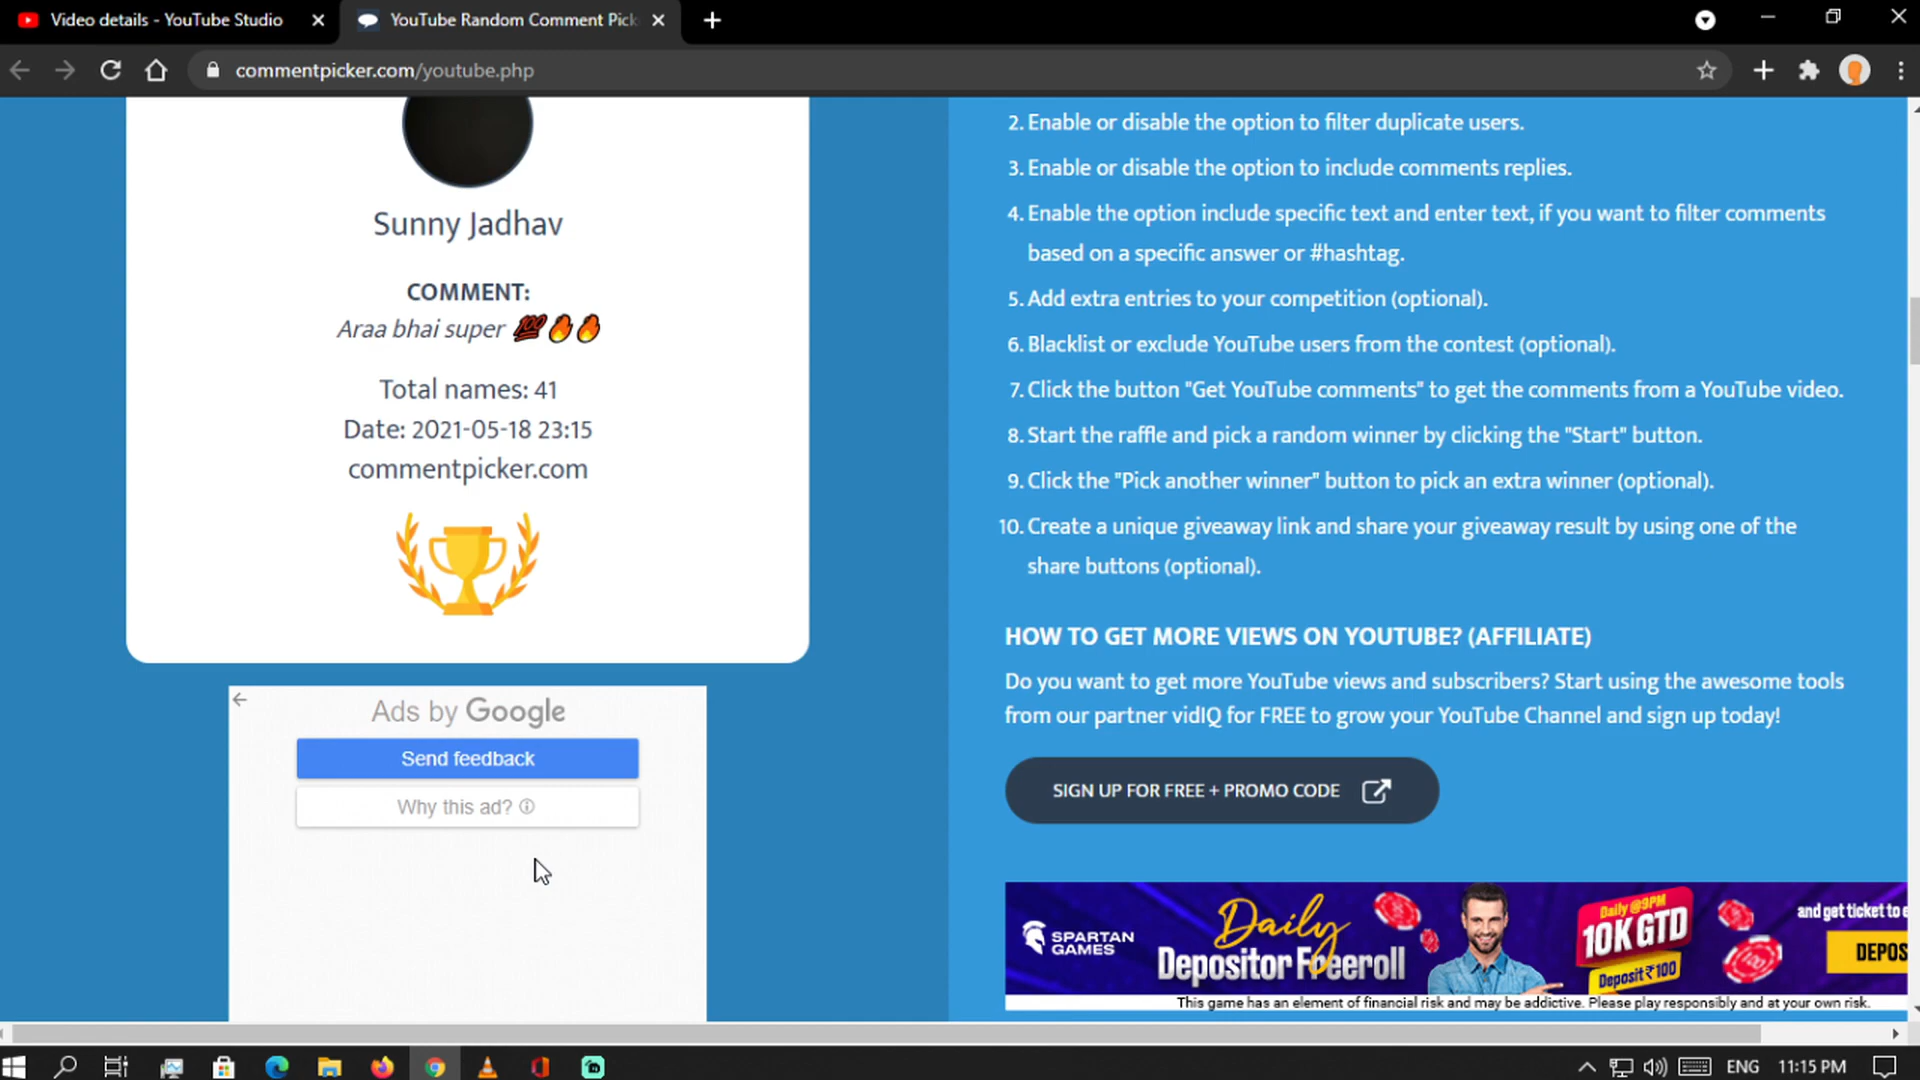 Video details - YouTube Studio
YouTube Random Comment Pick
commentpicker.com/youtube.php
Sunny Jadhav
COMMENT:
Araa bhai super 💯🔥🔥
Total names: 41
Date: 2021-05-18 23:15
commentpicker.com
Ads by Google
Send feedback
Why this ad?
2. Enable or disable the option to filter duplicate users.
3. Enable or disable the option to include comments replies.
4. Enable the option include specific text and enter text, if you want to filter comments
based on a specific answer or #hashtag.
5. Add extra entries to your competition (optional).
6. Blacklist or exclude YouTube users from the contest (optional).
7. Click the button "Get YouTube comments" to get the comments from a YouTube video.
8. Start the raffle and pick a random winner by clicking the "Start" button.
9. Click the "Pick another winner" button to pick an extra winner (optional).
10. Create a unique giveaway link and share your giveaway result by using one of the
share buttons (optional).
HOW TO GET MORE VIEWS ON YOUTUBE? (AFFILIATE)
Do you want to get more YouTube views and subscribers? Start using the awesome tools
from our partner vidIQ for FREE to grow your YouTube Channel and sign up today!
SIGN UP FOR FREE + PROMO CODE
SPARTAN
GAMES
Daily
Depositor Freeroll
Daily @9PM
10K GTD
Deposit ₹100
and get ticket to e
DEPOS
This game has an element of financial risk and may be addictive. Please play responsibly and at your own risk.
ENG
11:15 PM